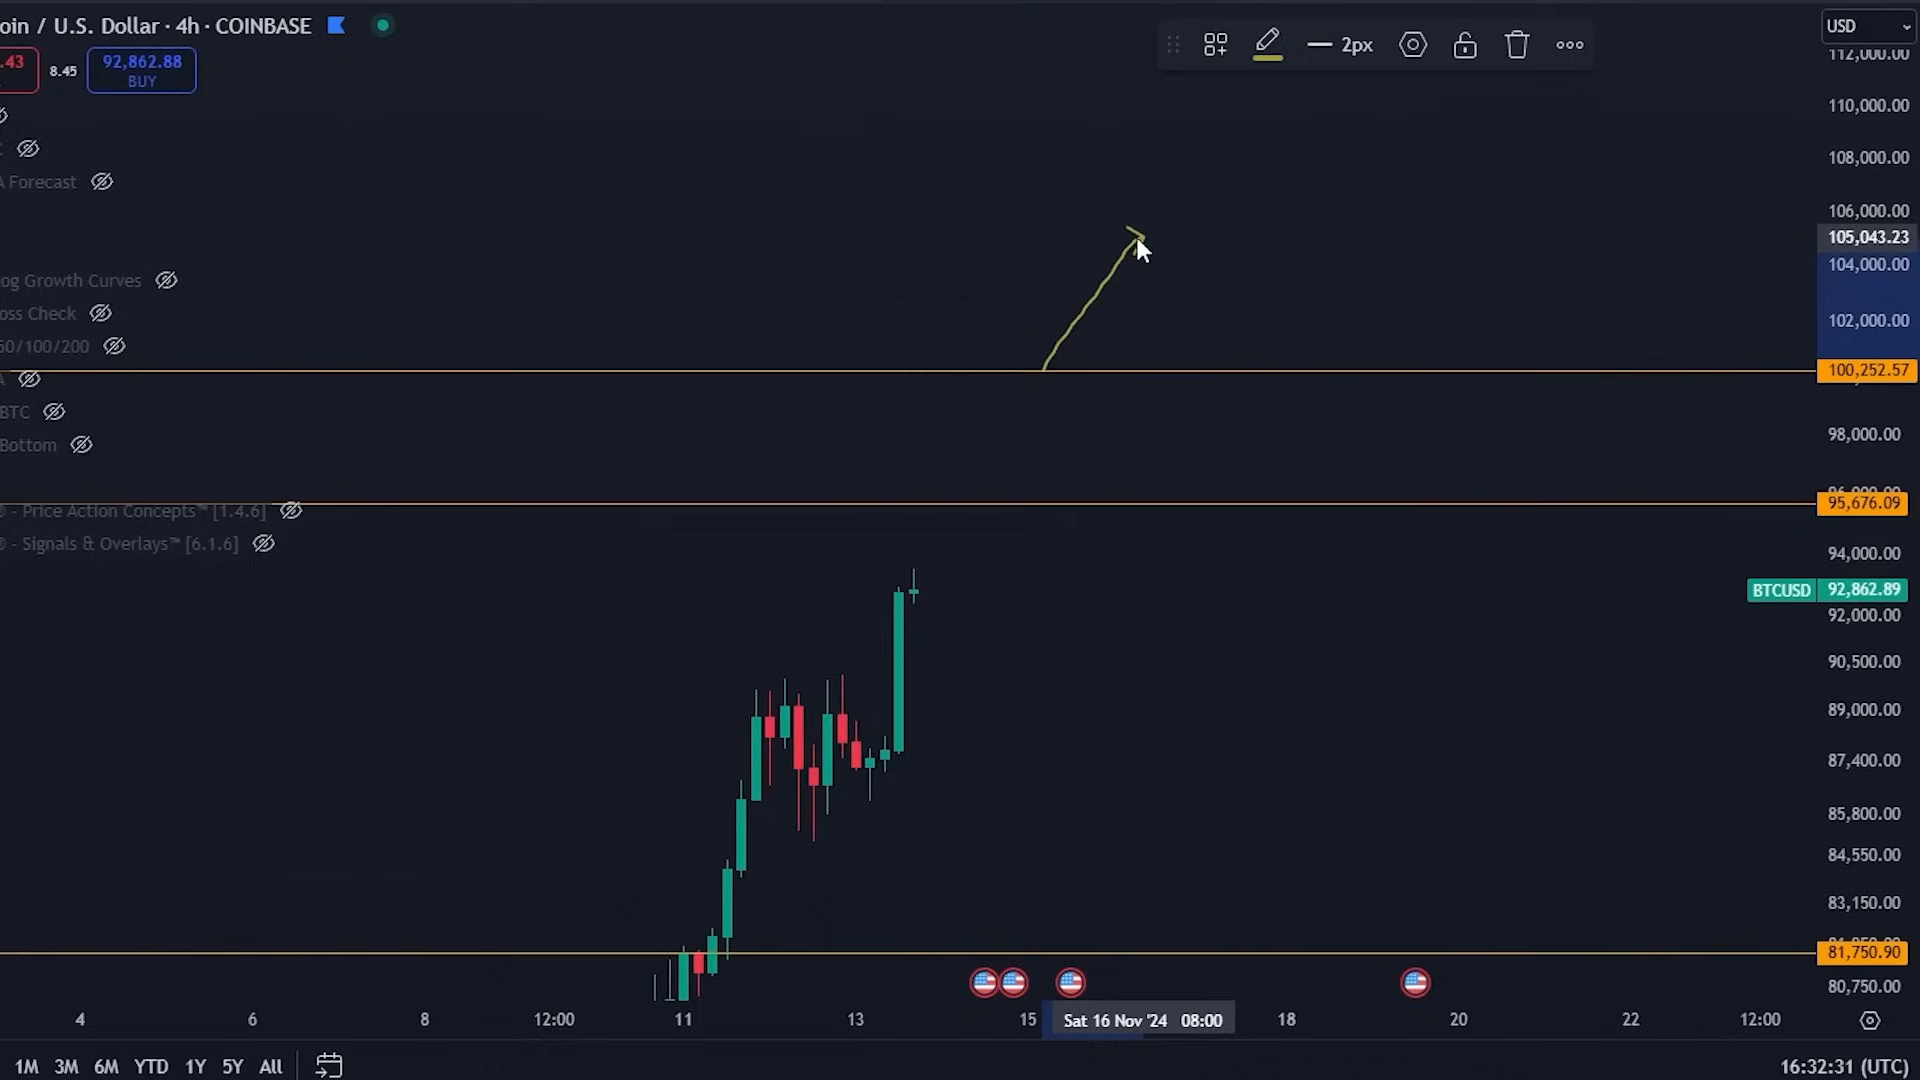 oin / U.S. Dollar · 4h · COINBASE
2px
USD
.43
8.45
92,862.88
BUY
112,000.00
110,000.00
108,000.00
A Forecast
106,000.00
105,043.23
104,000.00
og Growth Curves
oss Check
102,000.00
50/100/200
100,252.57
A
BTC
98,000.00
Bottom
95,676.09
- Price Action Concepts™ [1.4.6]
- Signals & Overlays™ [6.1.6]
94,000.00
BTCUSD 92,862.89
92,000.00
90,500.00
89,000.00
87,400.00
85,800.00
84,550.00
83,150.00
81,750.90
80,750.00
4 6 8 12:00 11 13 15 Sat 16 Nov '24 08:00 18 20 22 12:00
1M 3M 6M YTD 1Y 5Y All
16:32:31 (UTC)